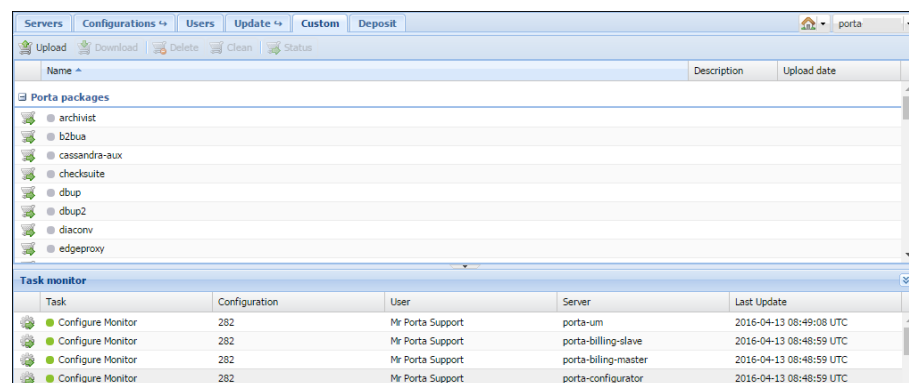 Servers Configurations ↪ Users Update ↪ Custom Deposit porta
Upload Download Delete Clean Status
Name Description Upload date
Porta packages
archivist
b2bua
cassandra-aux
checksuite
dbup
dbup2
diaconv
edgeproxy
Task monitor
Task Configuration User Server Last Update
Configure Monitor 282 Mr Porta Support porta-um 2016-04-13 08:49:08 UTC
Configure Monitor 282 Mr Porta Support porta-billing-slave 2016-04-13 08:48:59 UTC
Configure Monitor 282 Mr Porta Support porta-biling-master 2016-04-13 08:48:59 UTC
Configure Monitor 282 Mr Porta Support porta-configurator 2016-04-13 08:48:59 UTC